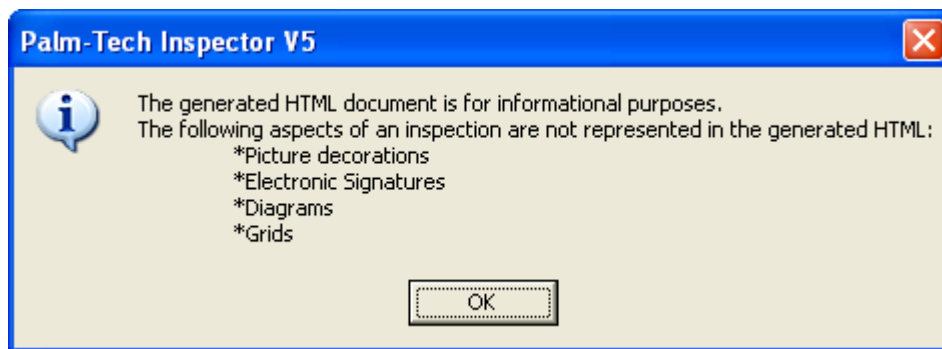 Palm-Tech Inspector V5
The generated HTML document is for informational purposes.
The following aspects of an inspection are not represented in the generated HTML:
*Picture decorations
*Electronic Signatures
*Diagrams
*Grids
OK